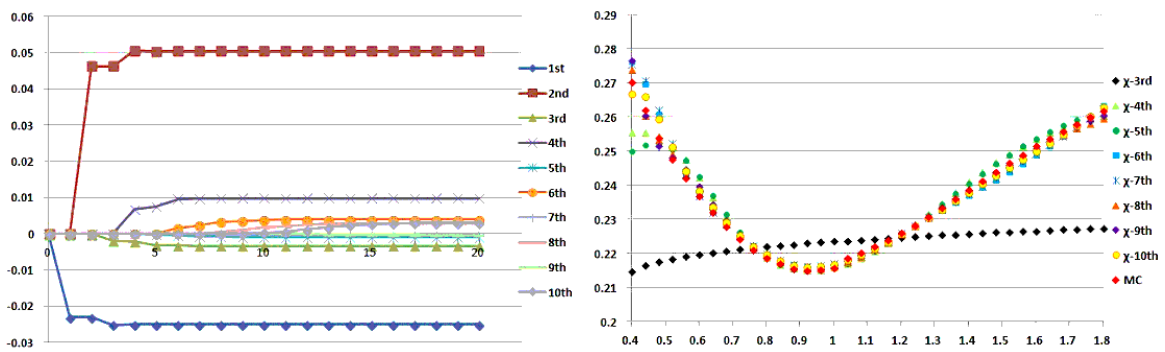 0.06
0.05
0.04
0.03
0.02
0.01
0
-0.01
-0.02
-0.03
0 5 10 15 20
1st
2nd
3rd
4th
5th
6th
7th
8th
9th
10th
0.29
0.28
0.27
0.26
0.25
0.24
0.23
0.22
0.21
0.2
0.4 0.5 0.6 0.7 0.8 0.9 1 1.1 1.2 1.3 1.4 1.5 1.6 1.7 1.8
χ-3rd
χ-4th
χ-5th
χ-6th
χ-7th
χ-8th
χ-9th
χ-10th
MC